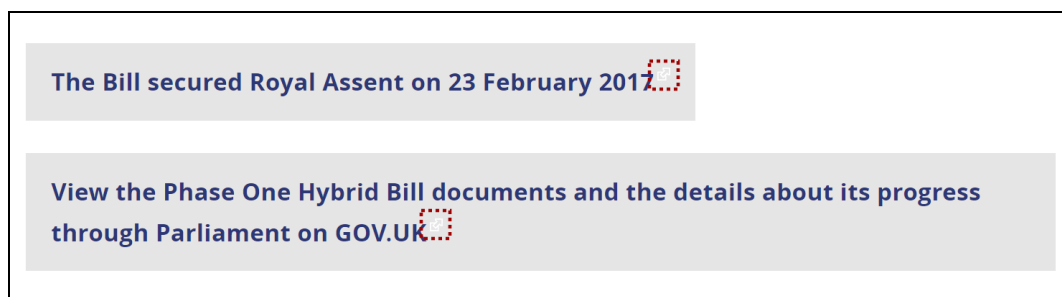 The Bill secured Royal Assent on 23 February 2017
View the Phase One Hybrid Bill documents and the details about its progress
through Parliament on GOV.UK